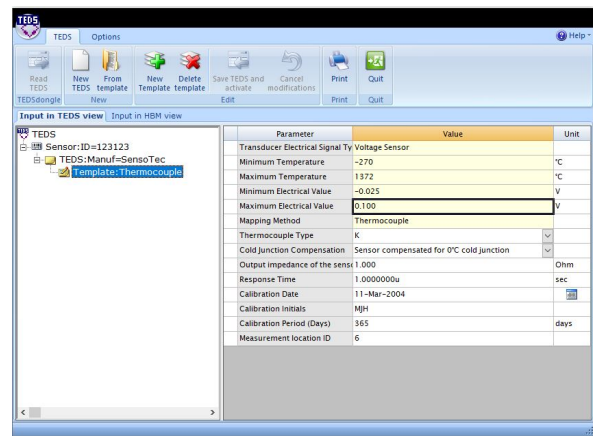 TEDS
TEDS Options Help
Read TEDS
New TEDS
From template
New Template
Delete template
Save TEDS and activate
Cancel modifications
Print
Quit
TEDSdongle New Edit Print Quit
Input in TEDS view Input in HBM view
TEDS
Sensor:ID=123123
TEDS:Manuf=SensoTec
Template:Thermocouple
Parameter Value Unit
Transducer Electrical Signal Ty Voltage Sensor
Minimum Temperature -270 °C
Maximum Temperature 1372 °C
Minimum Electrical Value -0.025 V
Maximum Electrical Value 0.100 V
Mapping Method Thermocouple
Thermocouple Type K
Cold Junction Compensation Sensor compensated for 0°C cold junction
Output impedance of the senso 1.000 Ohm
Response Time 1.0000000u sec
Calibration Date 11-Mar-2004
Calibration Initials MJH
Calibration Period (Days) 365 days
Measurement location ID 6